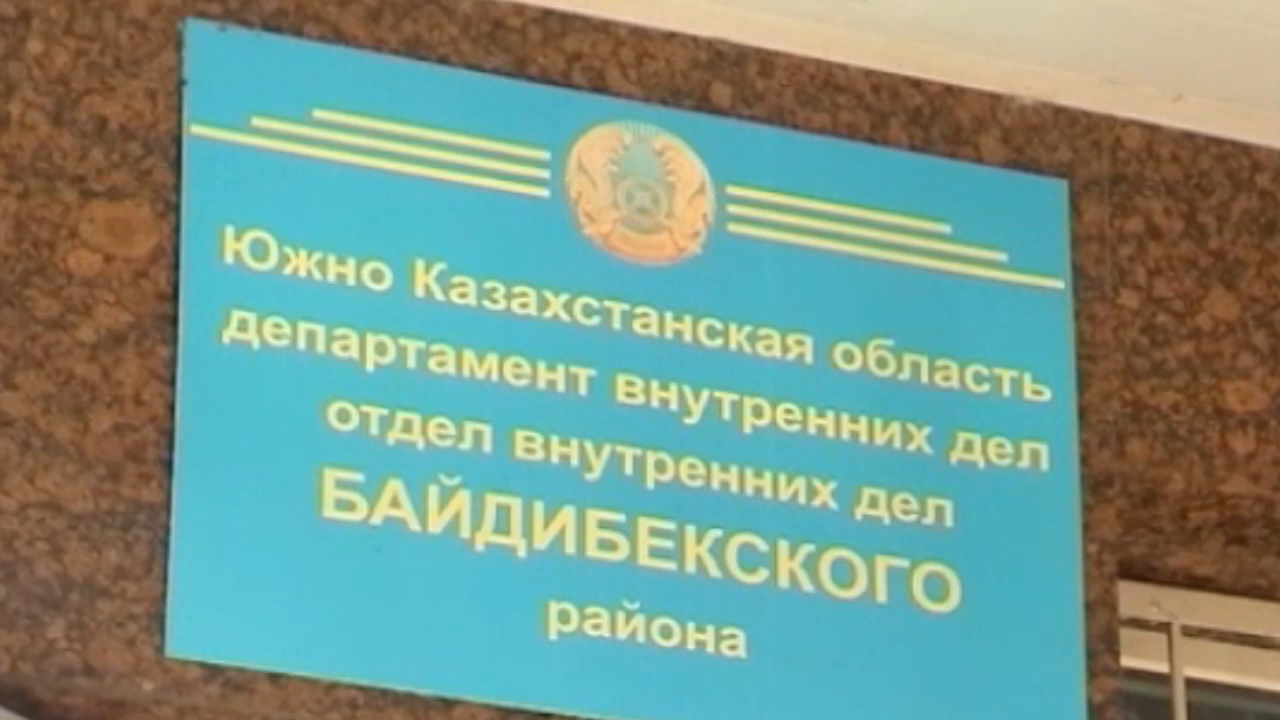 Южно Казахстанская область
департамент внутренних дел
отдел внутренних дел
БАЙДИБЕКСКОГО
района